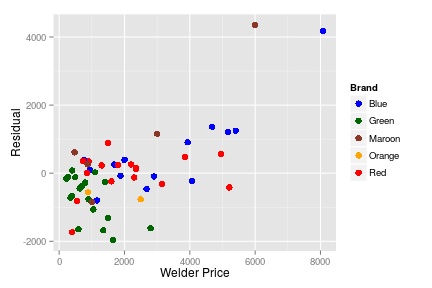 4000
2000
0
-2000
Residual
0
2000
4000
6000
8000
Welder Price
Brand
Blue
Green
Maroon
Orange
Red